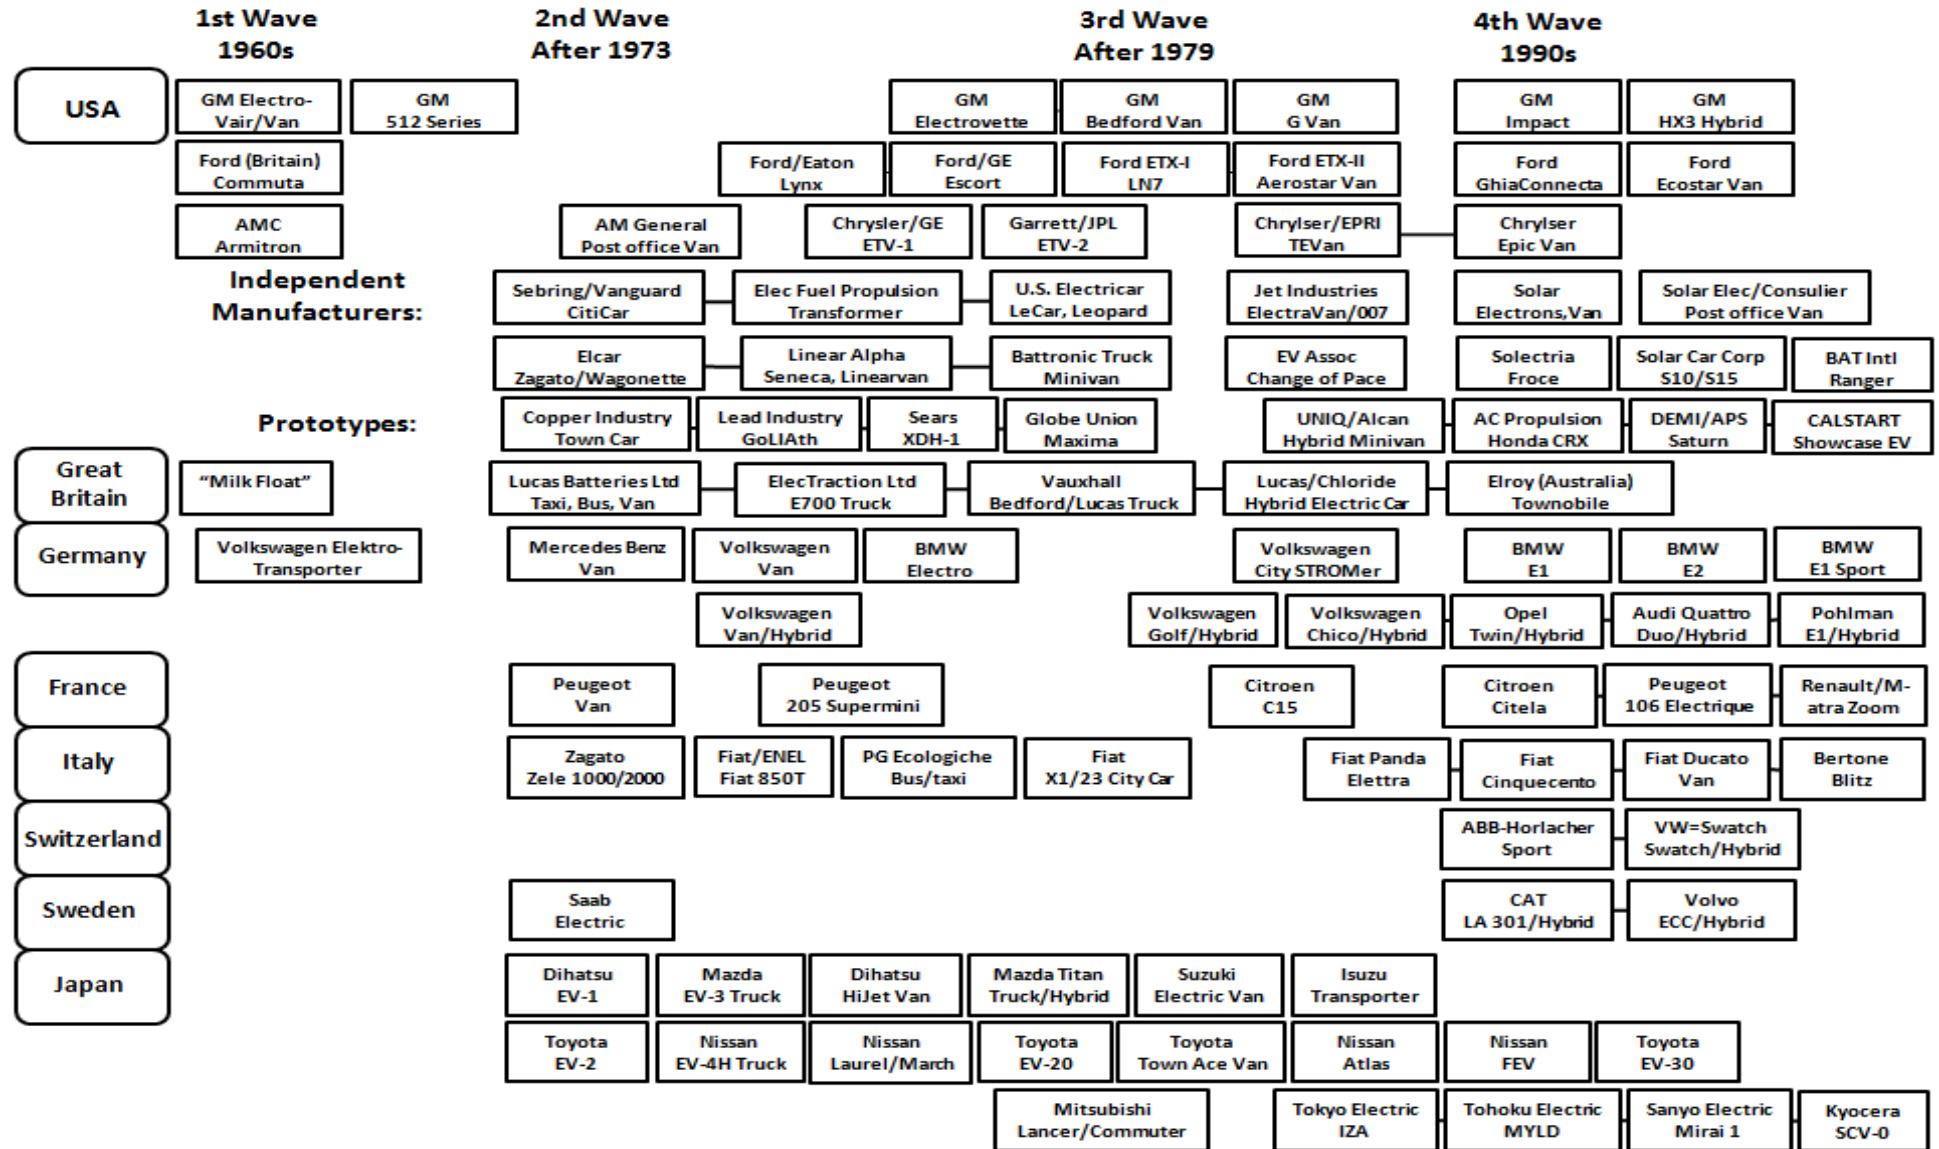 1st Wave
1960s
2nd Wave
After 1973
3rd Wave
After 1979
4th Wave
1990s
USA
GM Electro-
Vair/Van
GM
512 Series
GM
Electrovette
GM
Bedford Van
GM
G Van
GM
Impact
GM
HX3 Hybrid
Ford (Britain)
Commuta
Ford/Eaton
Lynx
Ford/GE
Escort
Ford ETX-I
LN7
Ford ETX-II
Aerostar Van
Ford
GhiaConnecta
Ford
Ecostar Van
AMC
Armitron
AM General
Post office Van
Chrysler/GE
ETV-1
Garrett/JPL
ETV-2
Chrylser/EPRI
TEVan
Chrylser
Epic Van
Independent
Manufacturers:
Sebring/Vanguard
CitiCar
Elec Fuel Propulsion
Transformer
U.S. Electricar
LeCar, Leopard
Jet Industries
ElectraVan/007
Solar
Electrons,Van
Solar Elec/Consulier
Post office Van
Elcar
Zagato/Wagonette
Linear Alpha
Seneca, Linearvan
Battronic Truck
Minivan
EV Assoc
Change of Pace
Solectria
Froce
Solar Car Corp
S10/S15
BAT Intl
Ranger
Prototypes:
Copper Industry
Town Car
Lead Industry
GoLIAth
Sears
XDH-1
Globe Union
Maxima
UNIQ/Alcan
Hybrid Minivan
AC Propulsion
Honda CRX
DEMI/APS
Saturn
CALSTART
Showcase EV
Great
Britain
“Milk Float”
Lucas Batteries Ltd
Taxi, Bus, Van
ElecTraction Ltd
E700 Truck
Vauxhall
Bedford/Lucas Truck
Lucas/Chloride
Hybrid Electric Car
Elroy (Australia)
Townobile
Germany
Volkswagen Elektro-
Transporter
Mercedes Benz
Van
Volkswagen
Van
BMW
Electro
Volkswagen
City STROMer
BMW
E1
BMW
E2
BMW
E1 Sport
Volkswagen
Van/Hybrid
Volkswagen
Golf/Hybrid
Volkswagen
Chico/Hybrid
Opel
Twin/Hybrid
Audi Quattro
Duo/Hybrid
Pohlman
E1/Hybrid
France
Peugeot
Van
Peugeot
205 Supermini
Citroen
C15
Citroen
Citela
Peugeot
106 Electrique
Renault/M-
atra Zoom
Italy
Zagato
Zele 1000/2000
Fiat/ENEL
Fiat 850T
PG Ecologiche
Bus/taxi
Fiat
X1/23 City Car
Fiat Panda
Elettra
Fiat
Cinquecento
Fiat Ducato
Van
Bertone
Blitz
Switzerland
ABB-Horlacher
Sport
VW=Swatch
Swatch/Hybrid
Sweden
Saab
Electric
CAT
LA 301/Hybrid
Volvo
ECC/Hybrid
Japan
Dihatsu
EV-1
Mazda
EV-3 Truck
Dihatsu
HiJet Van
Mazda Titan
Truck/Hybrid
Suzuki
Electric Van
Isuzu
Transporter
Toyota
EV-2
Nissan
EV-4H Truck
Nissan
Laurel/March
Toyota
EV-20
Toyota
Town Ace Van
Nissan
Atlas
Nissan
FEV
Toyota
EV-30
Mitsubishi
Lancer/Commuter
Tokyo Electric
IZA
Tohoku Electric
MYLD
Sanyo Electric
Mirai 1
Kyocera
SCV-0